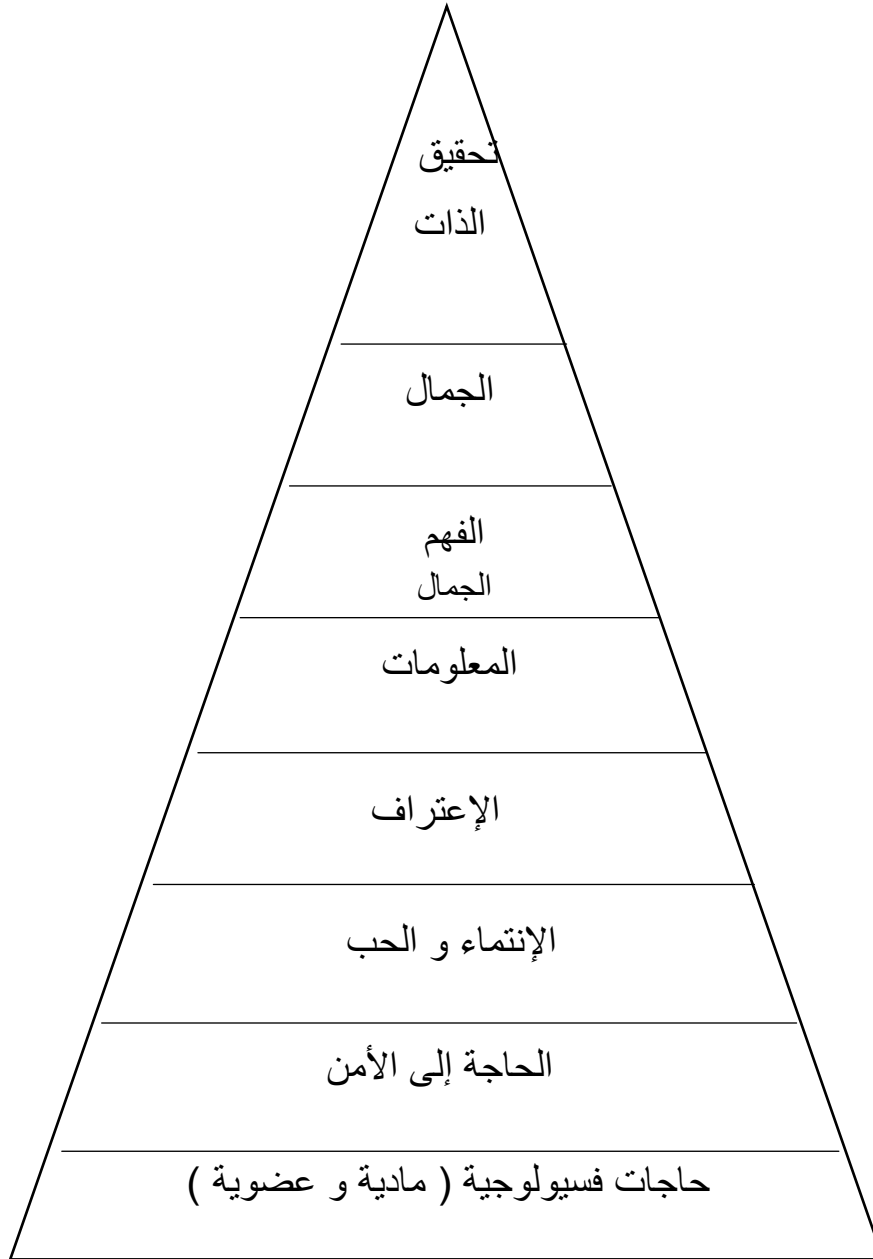 تحقيق
الذات
الجمال
الفهم
الجمال
المعلومات
الإعتراف
الإنتماء و الحب
الحاجة إلى الأمن
حاجات فسيولوجية ( مادية و عضوية )